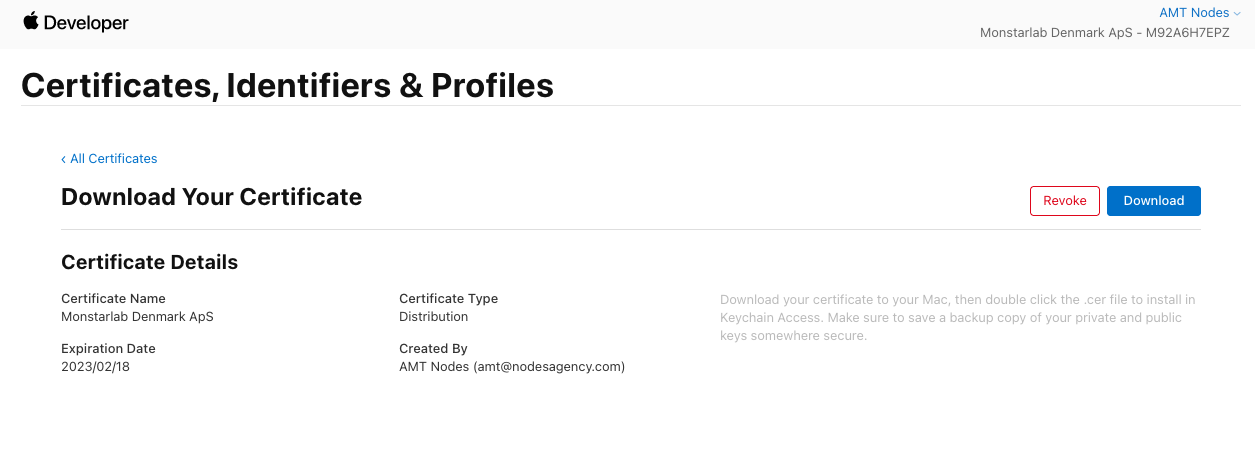 Developer
AMT Nodes
Monstarlab Denmark ApS - M92A6H7EPZ
Certificates, Identifiers & Profiles
‹ All Certificates
Download Your Certificate
Revoke
Download
Certificate Details
Certificate Name
Monstarlab Denmark ApS
Certificate Type
Distribution
Expiration Date
2023/02/18
Created By
AMT Nodes (amt@nodesagency.com)
Download your certificate to your Mac, then double click the .cer file to install in
Keychain Access. Make sure to save a backup copy of your private and public
keys somewhere secure.